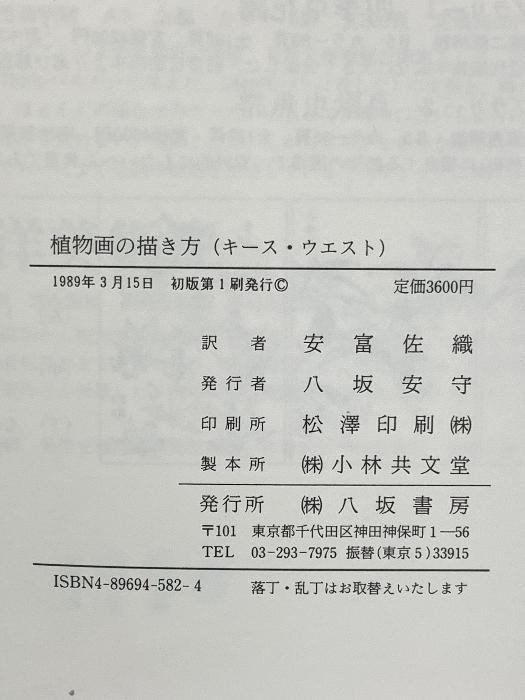 植物画の描き方（キース・ウエスト）
1989年3月15日　初版第1刷発行Ⓒ　定価3600円
訳者　安富佐織
発行者　八坂安守
印刷所　松澤印刷㈱
製本所　㈱小林共文堂
発行所　㈱八坂書房
〒101　東京都千代田区神田神保町1―56
TEL　03-293-7975　振替（東京5）33915
ISBN4-89694-582-4　落丁・乱丁はお取替えいたします